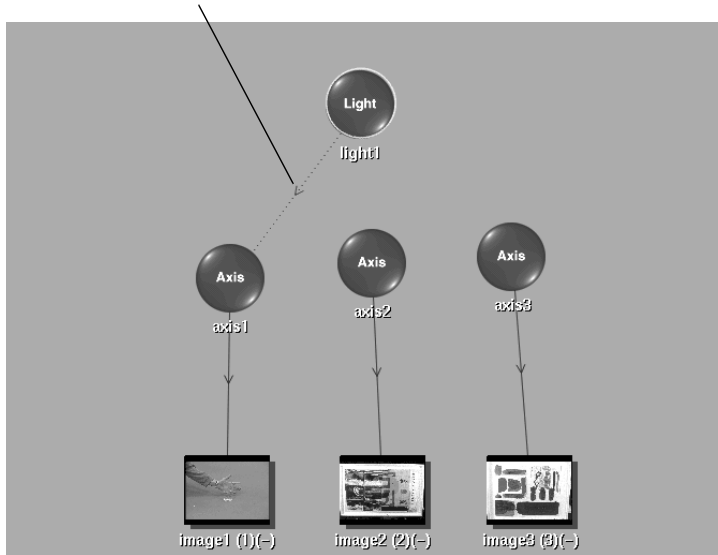 Light
light1
Axis
Axis
Axis
axis1
axis2
axis3
image1 (1)(-)
image2 (2)(-)
image3 (3)(-)